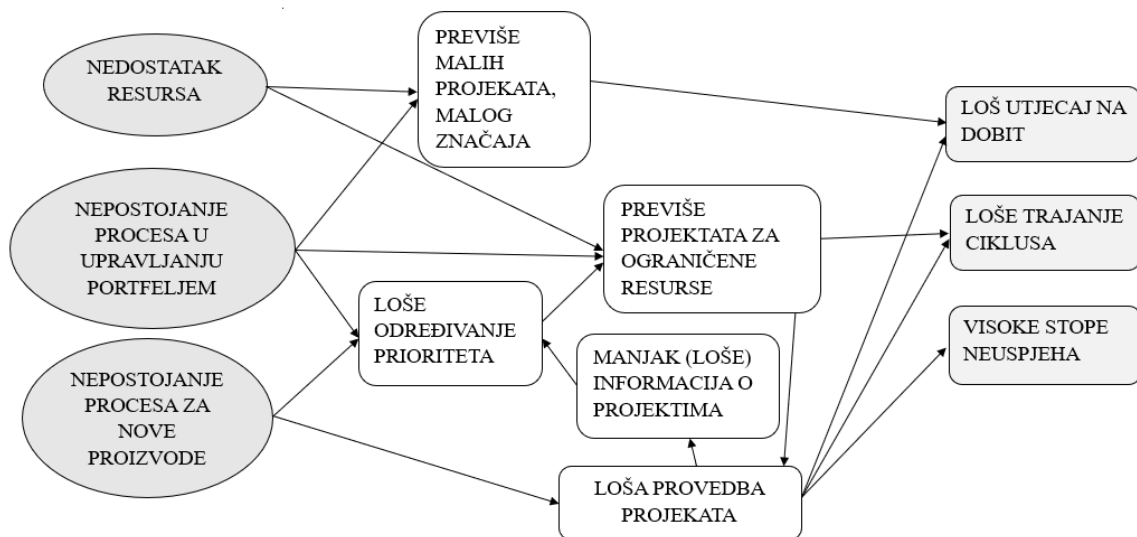 NEDOSTATAK
RESURSA
NEPOSTOJANJE
PROCESA U
UPRAVLJANJU
PORTFELJEM
NEPOSTOJANJE
PROCESA ZA
NOVE
PROIZVODE
PREVIŠE
MALIH
PROJEKATA,
MALOG
ZNAČAJA
LOŠE
ODREĐIVANJE
PRIORITETA
PREVIŠE
PROJEKTATA ZA
OGRANIČENE
RESURSE
MANJAK (LOŠE)
INFORMACIJA O
PROJEKTIMA
LOŠA PROVEDBA
PROJEKATA
LOŠ UTJECAJ NA
DOBIT
LOŠE TRAJANJE
CIKLUSA
VISOKE STOPE
NEUSPJEHA